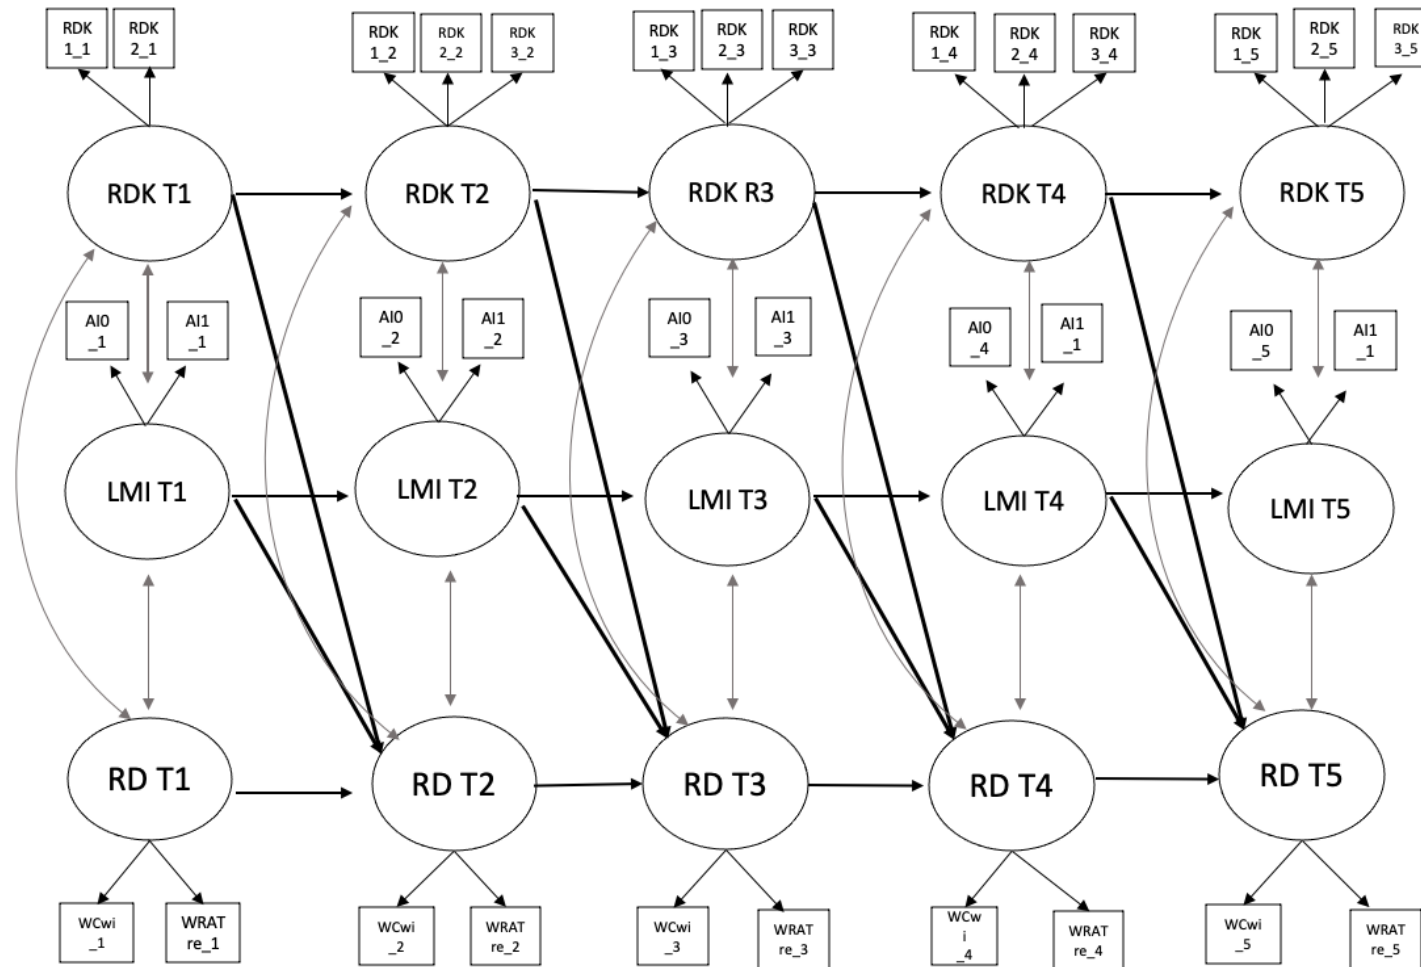 RDK
1_1
RDK
2_1
RDK
1_2
RDK
2_2
RDK
3_2
RDK
1_3
RDK
2_3
RDK
3_3
RDK
1_4
RDK
2_4
RDK
3_4
RDK
1_5
RDK
2_5
RDK
3_5
RDK T1
RDK T2
RDK R3
RDK T4
RDK T5
AI0
_1
AI1
_1
AI0
_2
AI1
_2
AI0
_3
AI1
_3
AI0
_4
AI1
_1
AI0
_5
AI1
_1
LMI T1
LMI T2
LMI T3
LMI T4
LMI T5
RD T1
RD T2
RD T3
RD T4
RD T5
WCwi
_1
WRAT
re_1
WCwi
_2
WRAT
re_2
WCwi
_3
WRAT
re_3
WCw
i
_4
WRAT
re_4
WCwi
_5
WRAT
re_5